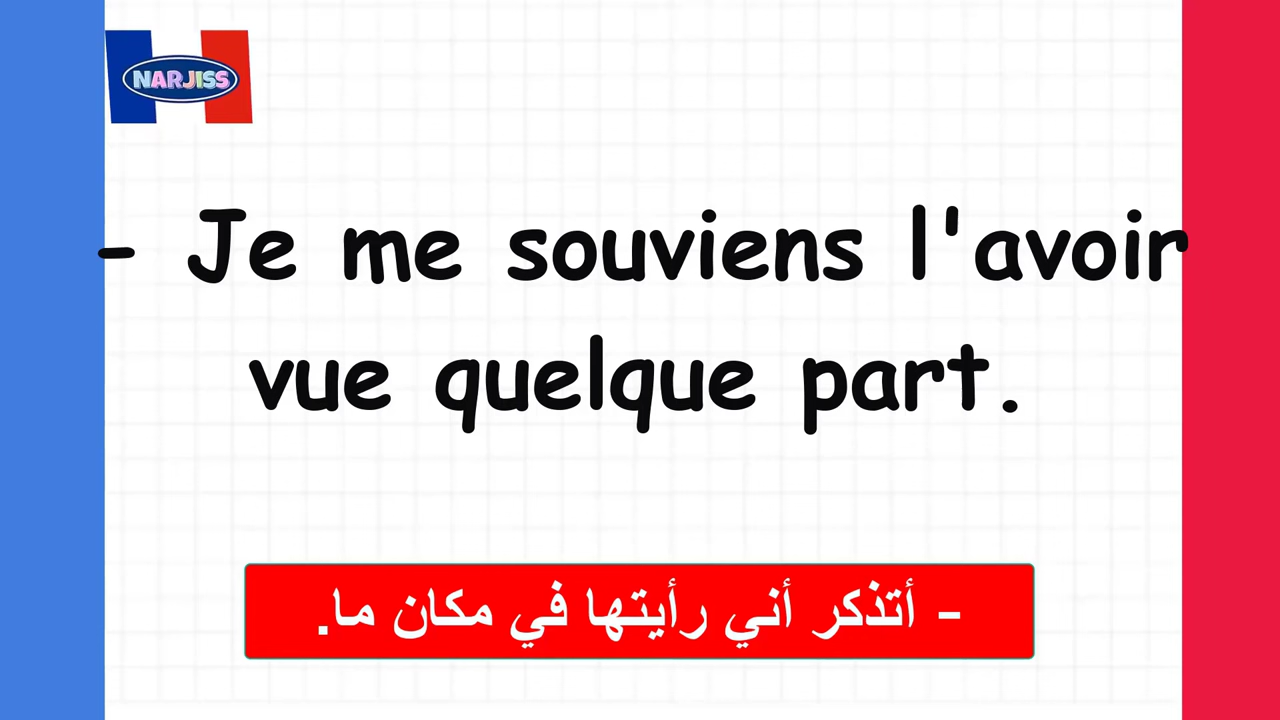 NARJISS
- Je me souviens l'avoir
vue quelque part.
- أتذكر أني رأيتها في مكان ما.